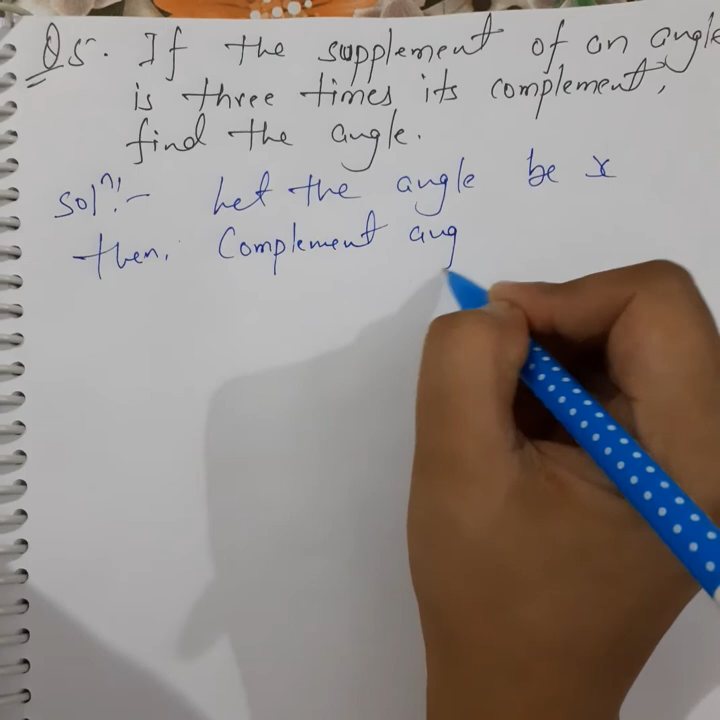 Q5. If the supplement of an angle
is three times its complement,
find the angle.
Solⁿ:- Let the angle be x
then. Complement ang